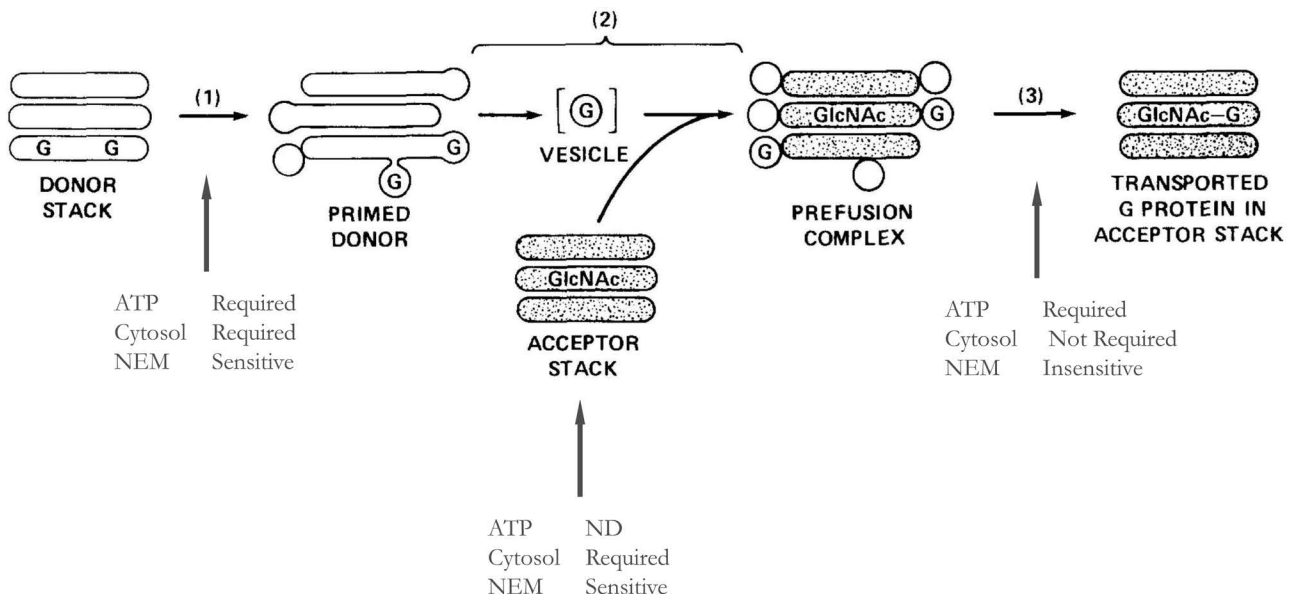 (2)
(1)
(3)
G G
G
G
[G]
GlcNAc
G
G
GlcNAc–G
DONOR
STACK
PRIMED
DONOR
VESICLE
PREFUSION
COMPLEX
TRANSPORTED
G PROTEIN IN
ACCEPTOR STACK
GlcNAc
ACCEPTOR
STACK
ATP Required
Cytosol Required
NEM Sensitive
ATP Required
Cytosol Not Required
NEM Insensitive
ATP ND
Cytosol Required
NEM Sensitive